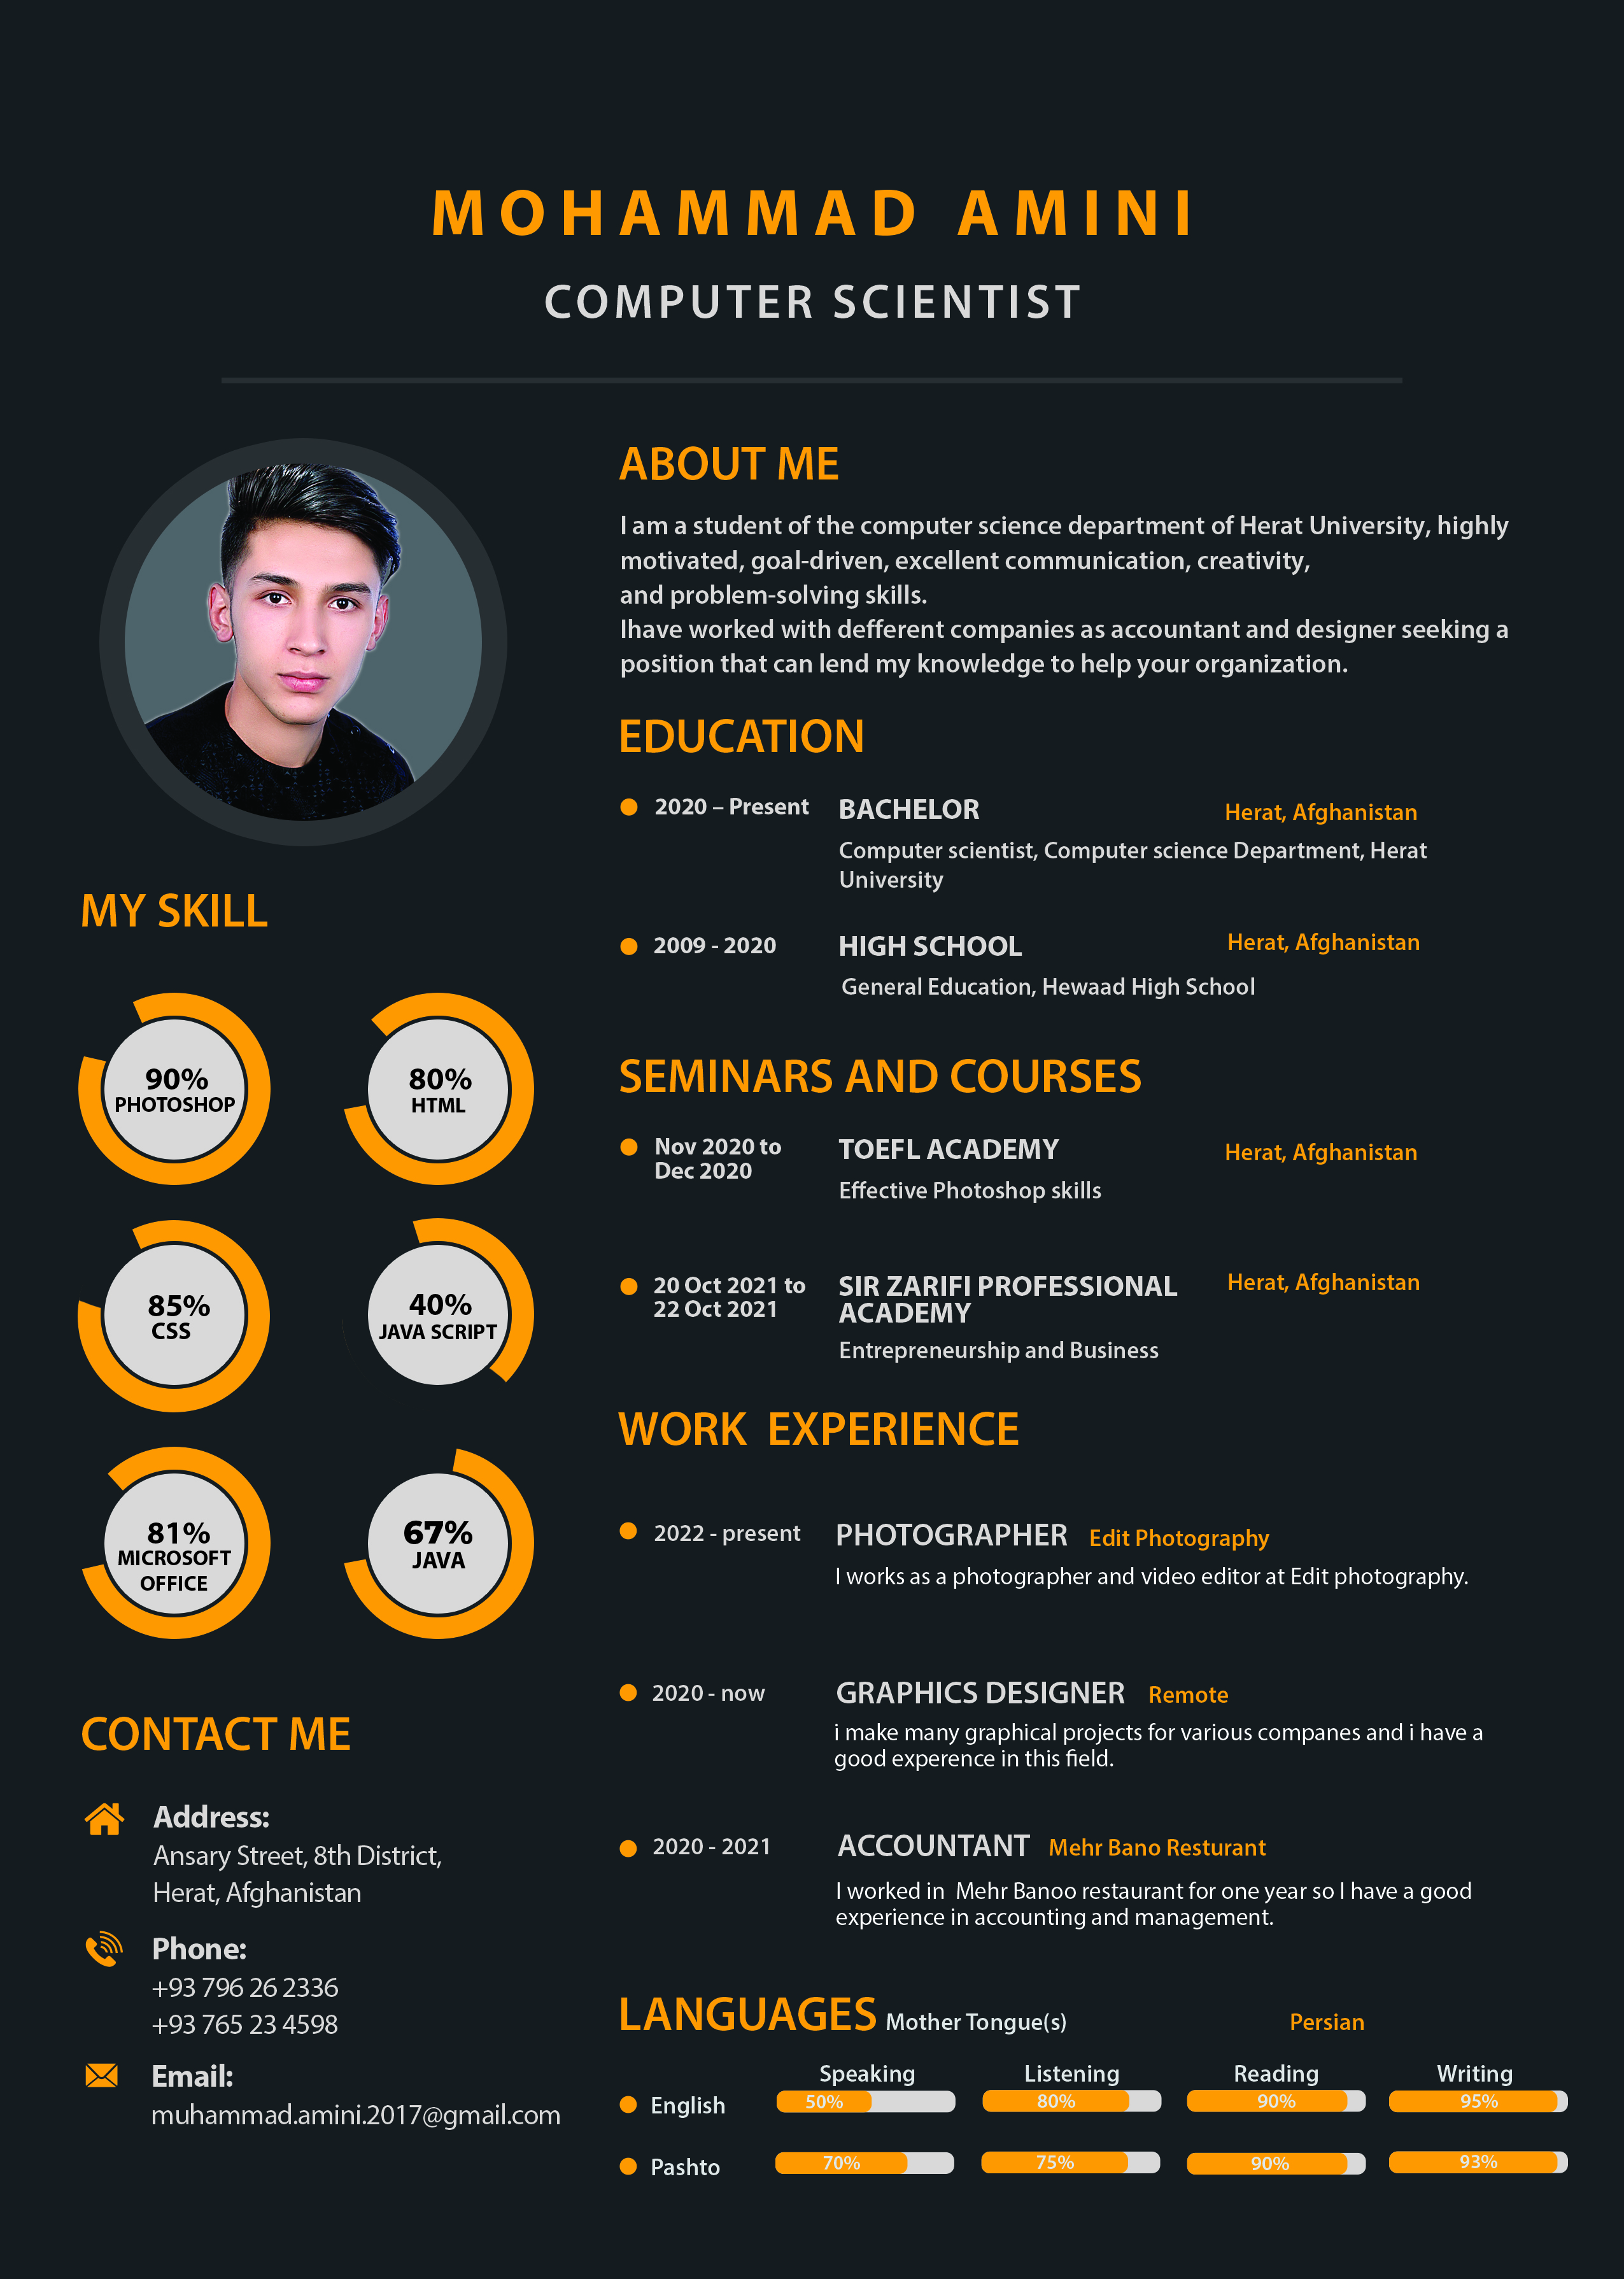 MOHAMMAD AMINI
COMPUTER SCIENTIST
ABOUT ME
I am a student of the computer science department of Herat University, highly
motivated, goal-driven, excellent communication, creativity,
and problem-solving skills.
Ihave worked with defferent companies as accountant and designer seeking a
position that can lend my knowledge to help your organization.
EDUCATION
2020 – Present BACHELOR Herat, Afghanistan
Computer scientist, Computer science Department, Herat
University
2009 - 2020 HIGH SCHOOL Herat, Afghanistan
General Education, Hewaad High School
SEMINARS AND COURSES
Nov 2020 to
Dec 2020
TOEFL ACADEMY Herat, Afghanistan
Effective Photoshop skills
20 Oct 2021 to
22 Oct 2021
SIR ZARIFI PROFESSIONAL
ACADEMY
Herat, Afghanistan
Entrepreneurship and Business
WORK EXPERIENCE
2022 - present PHOTOGRAPHER Edit Photography
I works as a photographer and video editor at Edit photography.
2020 - now GRAPHICS DESIGNER Remote
i make many graphical projects for various companes and i have a
good experence in this field.
2020 - 2021 ACCOUNTANT Mehr Bano Resturant
I worked in Mehr Banoo restaurant for one year so I have a good
experience in accounting and management.
LANGUAGES Mother Tongue(s) Persian
Speaking Listening Reading Writing
English 50% 80% 90% 95%
Pashto 70% 75% 90% 93%
MY SKILL
90%
PHOTOSHOP
80%
HTML
85%
CSS
40%
JAVA SCRIPT
81%
MICROSOFT
OFFICE
67%
JAVA
CONTACT ME
Address:
Ansary Street, 8th District,
Herat, Afghanistan
Phone:
+93 796 26 2336
+93 765 23 4598
Email:
muhammad.amini.2017@gmail.com